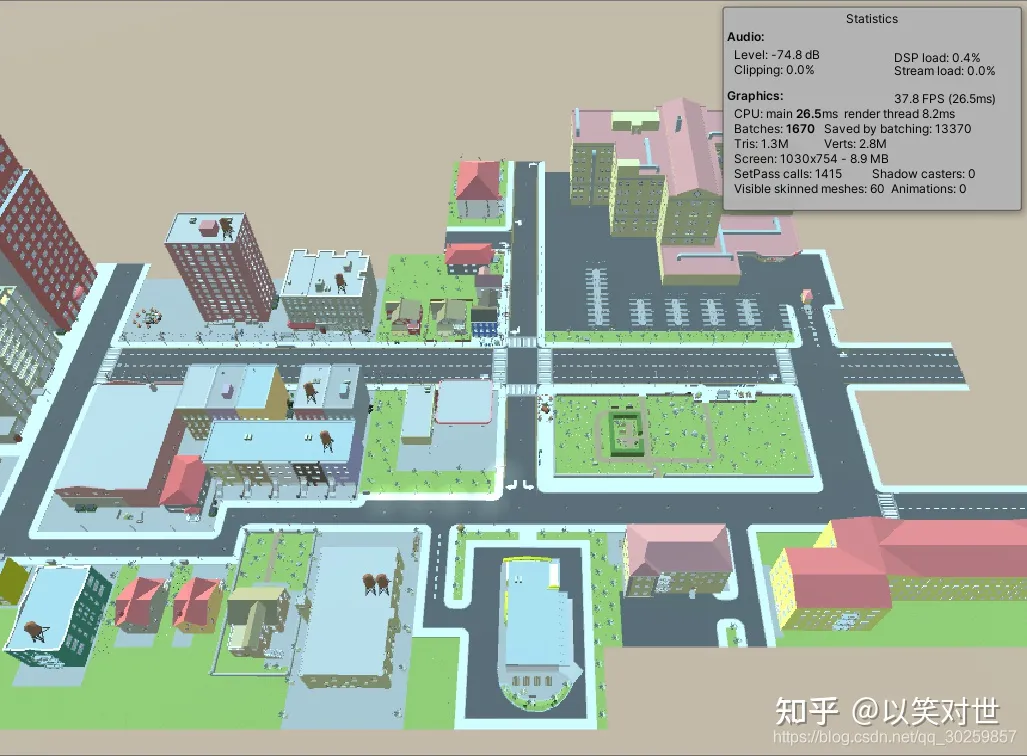 Statistics
Audio:
Level: -74.8 dB DSP load: 0.4%
Clipping: 0.0% Stream load: 0.0%
Graphics: 37.8 FPS (26.5ms)
CPU: main 26.5ms render thread 8.2ms
Batches: 1670 Saved by batching: 13370
Tris: 1.3M Verts: 2.8M
Screen: 1030x754 - 8.9 MB
SetPass calls: 1415 Shadow casters: 0
Visible skinned meshes: 60 Animations: 0
知乎 @以笑对世
https://blog.csdn.net/qq_30259857